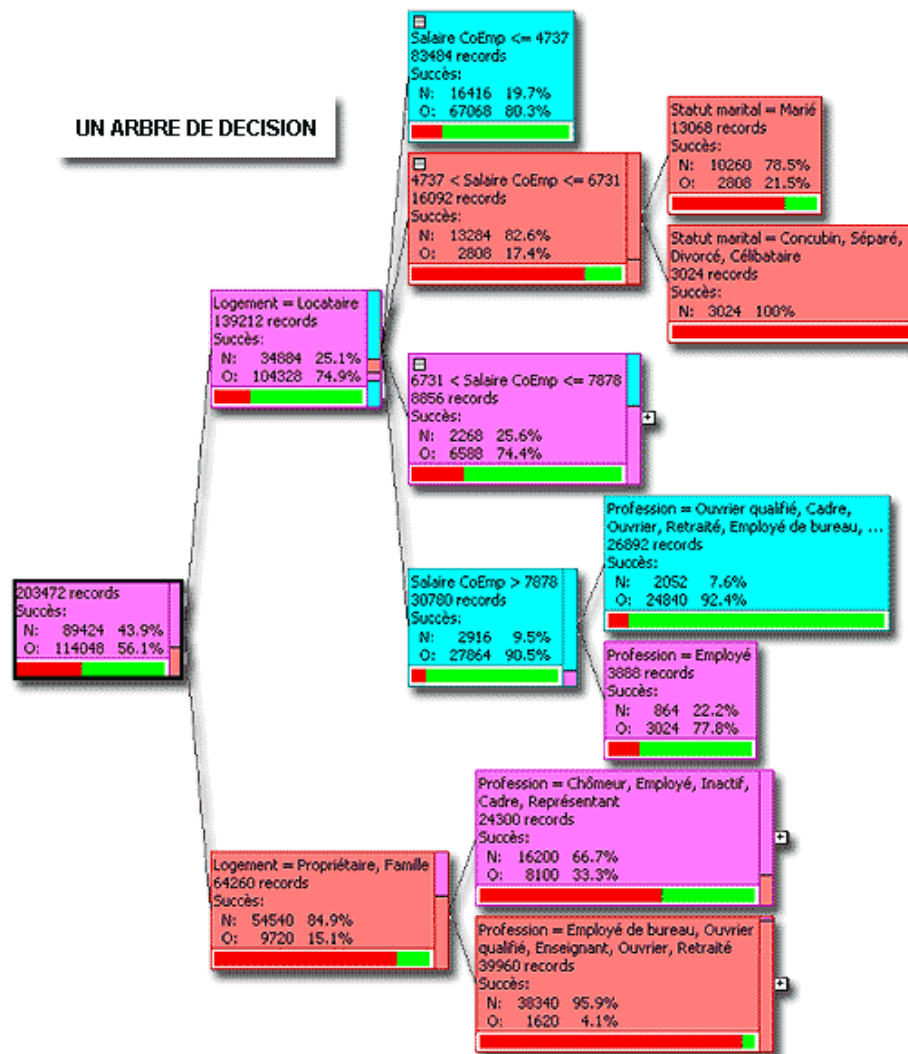 UN ARBRE DE DECISION
Salaire CoEmp <= 4737
83484 records
Succès:
N: 16416 19.7%
O: 67068 80.3%
4737 < Salaire CoEmp <= 6731
16092 records
Succès:
N: 13284 82.6%
O: 2808 17.4%
Statut marital = Marié
13068 records
Succès:
N: 10260 78.5%
O: 2808 21.5%
Statut marital = Concubin, Séparé,
Divorcé, Célibataire
3024 records
Succès:
N: 3024 100%
Logement = Locataire
139212 records
Succès:
N: 34884 25.1%
O: 104328 74.9%
6731 < Salaire CoEmp <= 7878
8856 records
Succès:
N: 2268 25.6%
O: 6588 74.4%
Salaire CoEmp > 7878
30780 records
Succès:
N: 2916 9.5%
O: 27864 90.5%
Profession = Ouvrier qualifié, Cadre,
Ouvrier, Retraité, Employé de bureau, ...
26892 records
Succès:
N: 2052 7.6%
O: 24840 92.4%
Profession = Employé
3888 records
Succès:
N: 864 22.2%
O: 3024 77.8%
203472 records
Succès:
N: 89424 43.9%
O: 114048 56.1%
Logement = Propriétaire, Famille
64260 records
Succès:
N: 54540 84.9%
O: 9720 15.1%
Profession = Chômeur, Employé, Inactif,
Cadre, Représentant
24300 records
Succès:
N: 16200 66.7%
O: 8100 33.3%
Profession = Employé de bureau, Ouvrier
qualifié, Enseignant, Ouvrier, Retraité
39960 records
Succès:
N: 38340 95.9%
O: 1620 4.1%